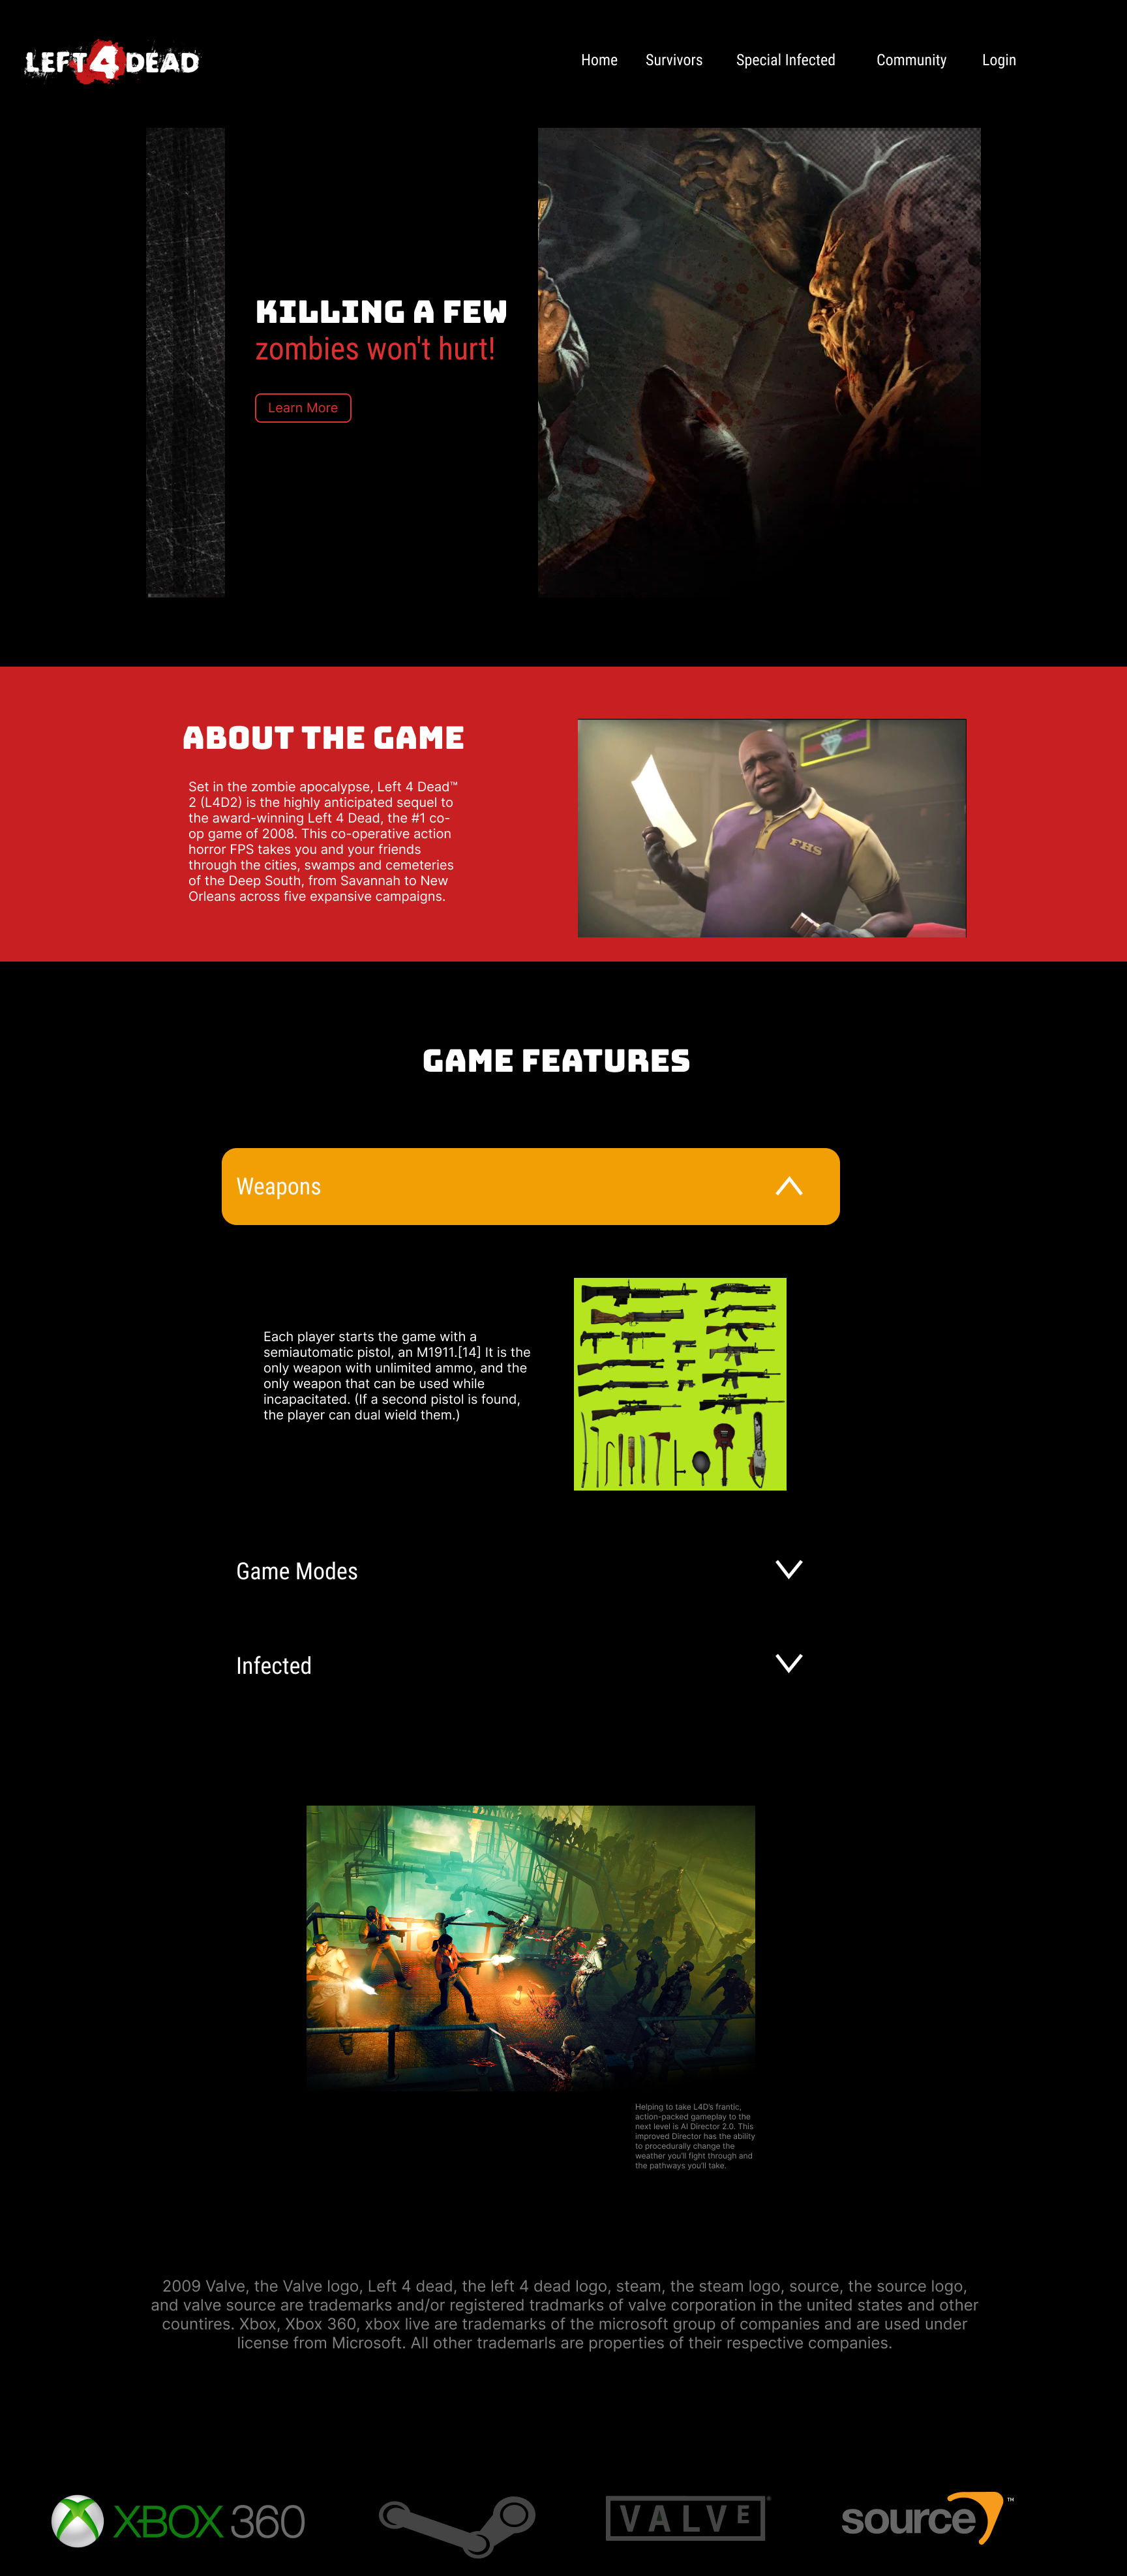 LEFT 4 DEAD
Home Survivors Special Infected Community Login
KILLING A FEW
zombies won't hurt!
Learn More
ABOUT THE GAME
Set in the zombie apocalypse, Left 4 Dead™
2 (L4D2) is the highly anticipated sequel to
the award-winning Left 4 Dead, the #1 co-
op game of 2008. This co-operative action
horror FPS takes you and your friends
through the cities, swamps and cemeteries
of the Deep South, from Savannah to New
Orleans across five expansive campaigns.
FHS
GAME FEATURES
Weapons
Each player starts the game with a
semiautomatic pistol, an M1911.[14] It is the
only weapon with unlimited ammo, and the
only weapon that can be used while
incapacitated. (If a second pistol is found,
the player can dual wield them.)
Game Modes
Infected
Helping to take L4D's frantic,
action-packed gameplay to the
next level is AI Director 2.0. This
improved Director has the ability
to procedurally change the
weather you'll fight through and
the pathways you'll take.
2009 Valve, the Valve logo, Left 4 dead, the left 4 dead logo, steam, the steam logo, source, the source logo,
and valve source are trademarks and/or registered tradmarks of valve corporation in the united states and other
countires. Xbox, Xbox 360, xbox live are trademarks of the microsoft group of companies and are used under
license from Microsoft. All other trademarls are properties of their respective companies.
XBOX 360 VALVE® source™